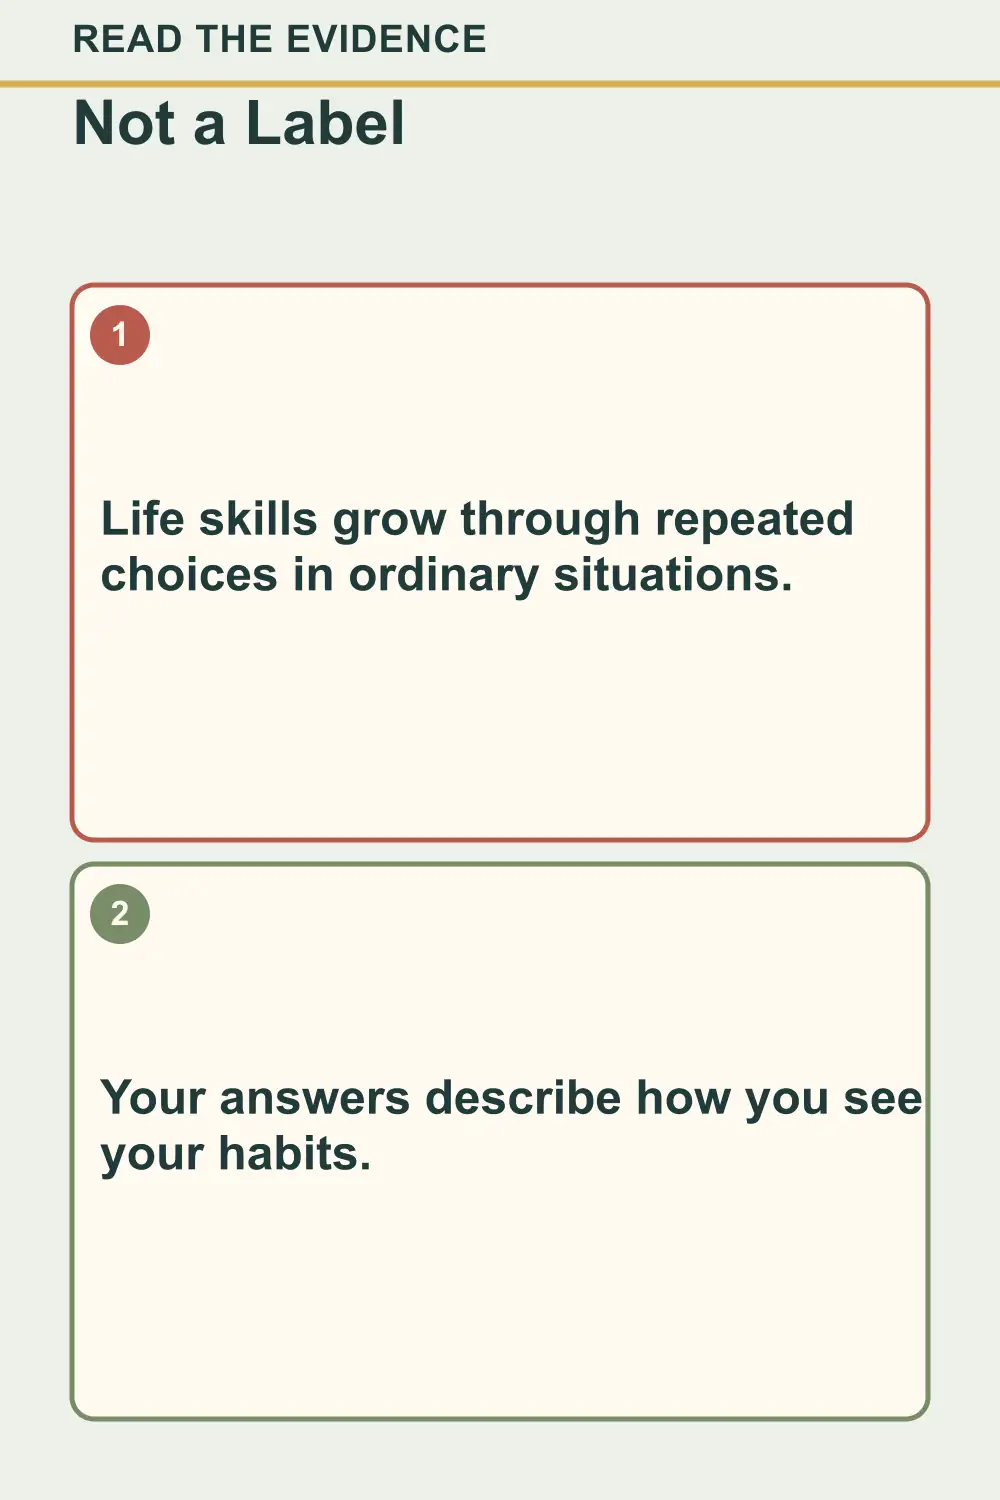 READ THE EVIDENCE
Not a Label
1
Life skills grow through repeated
choices in ordinary situations.
2
Your answers describe how you see
your habits.